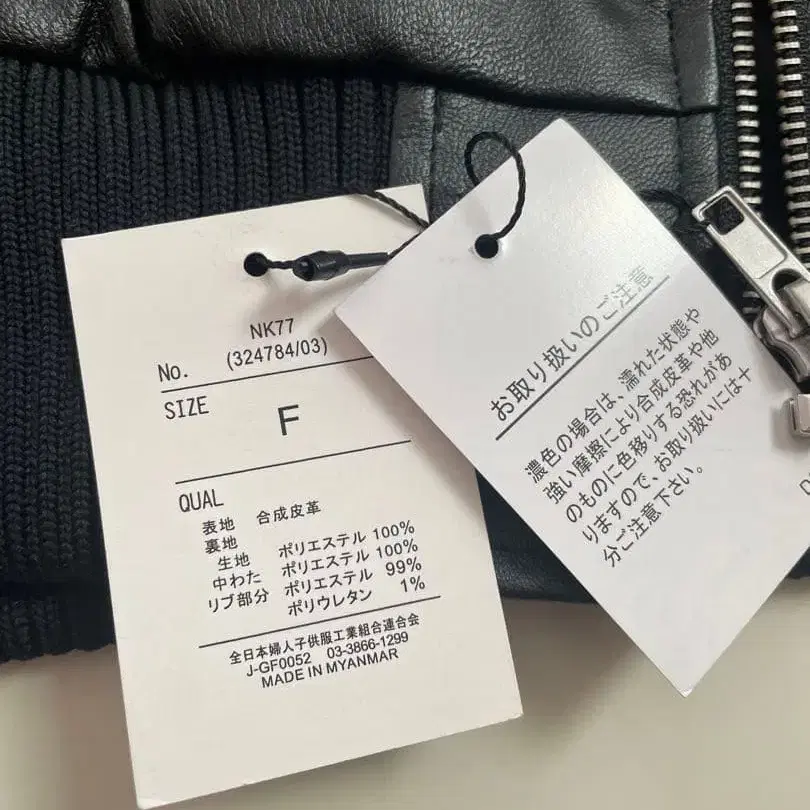 NK77
No. (324784/03)
SIZE
F
QUAL
表地 合成皮革
裏地
生地 ポリエステル 100%
中わた ポリエステル 100%
リブ部分 ポリエステル 99%
ポリウレタン 1%
全日本婦人子供服工業組合連合会
J-GF0052 03-3866-1299
MADE IN MYANMAR
お取り扱いのご注意
濃色の場合は、濡れた状態や
強い摩擦により合成皮革や他
のものに色移りする恐れがあ
りますので、お取り扱いには十
分ご注意下さい。